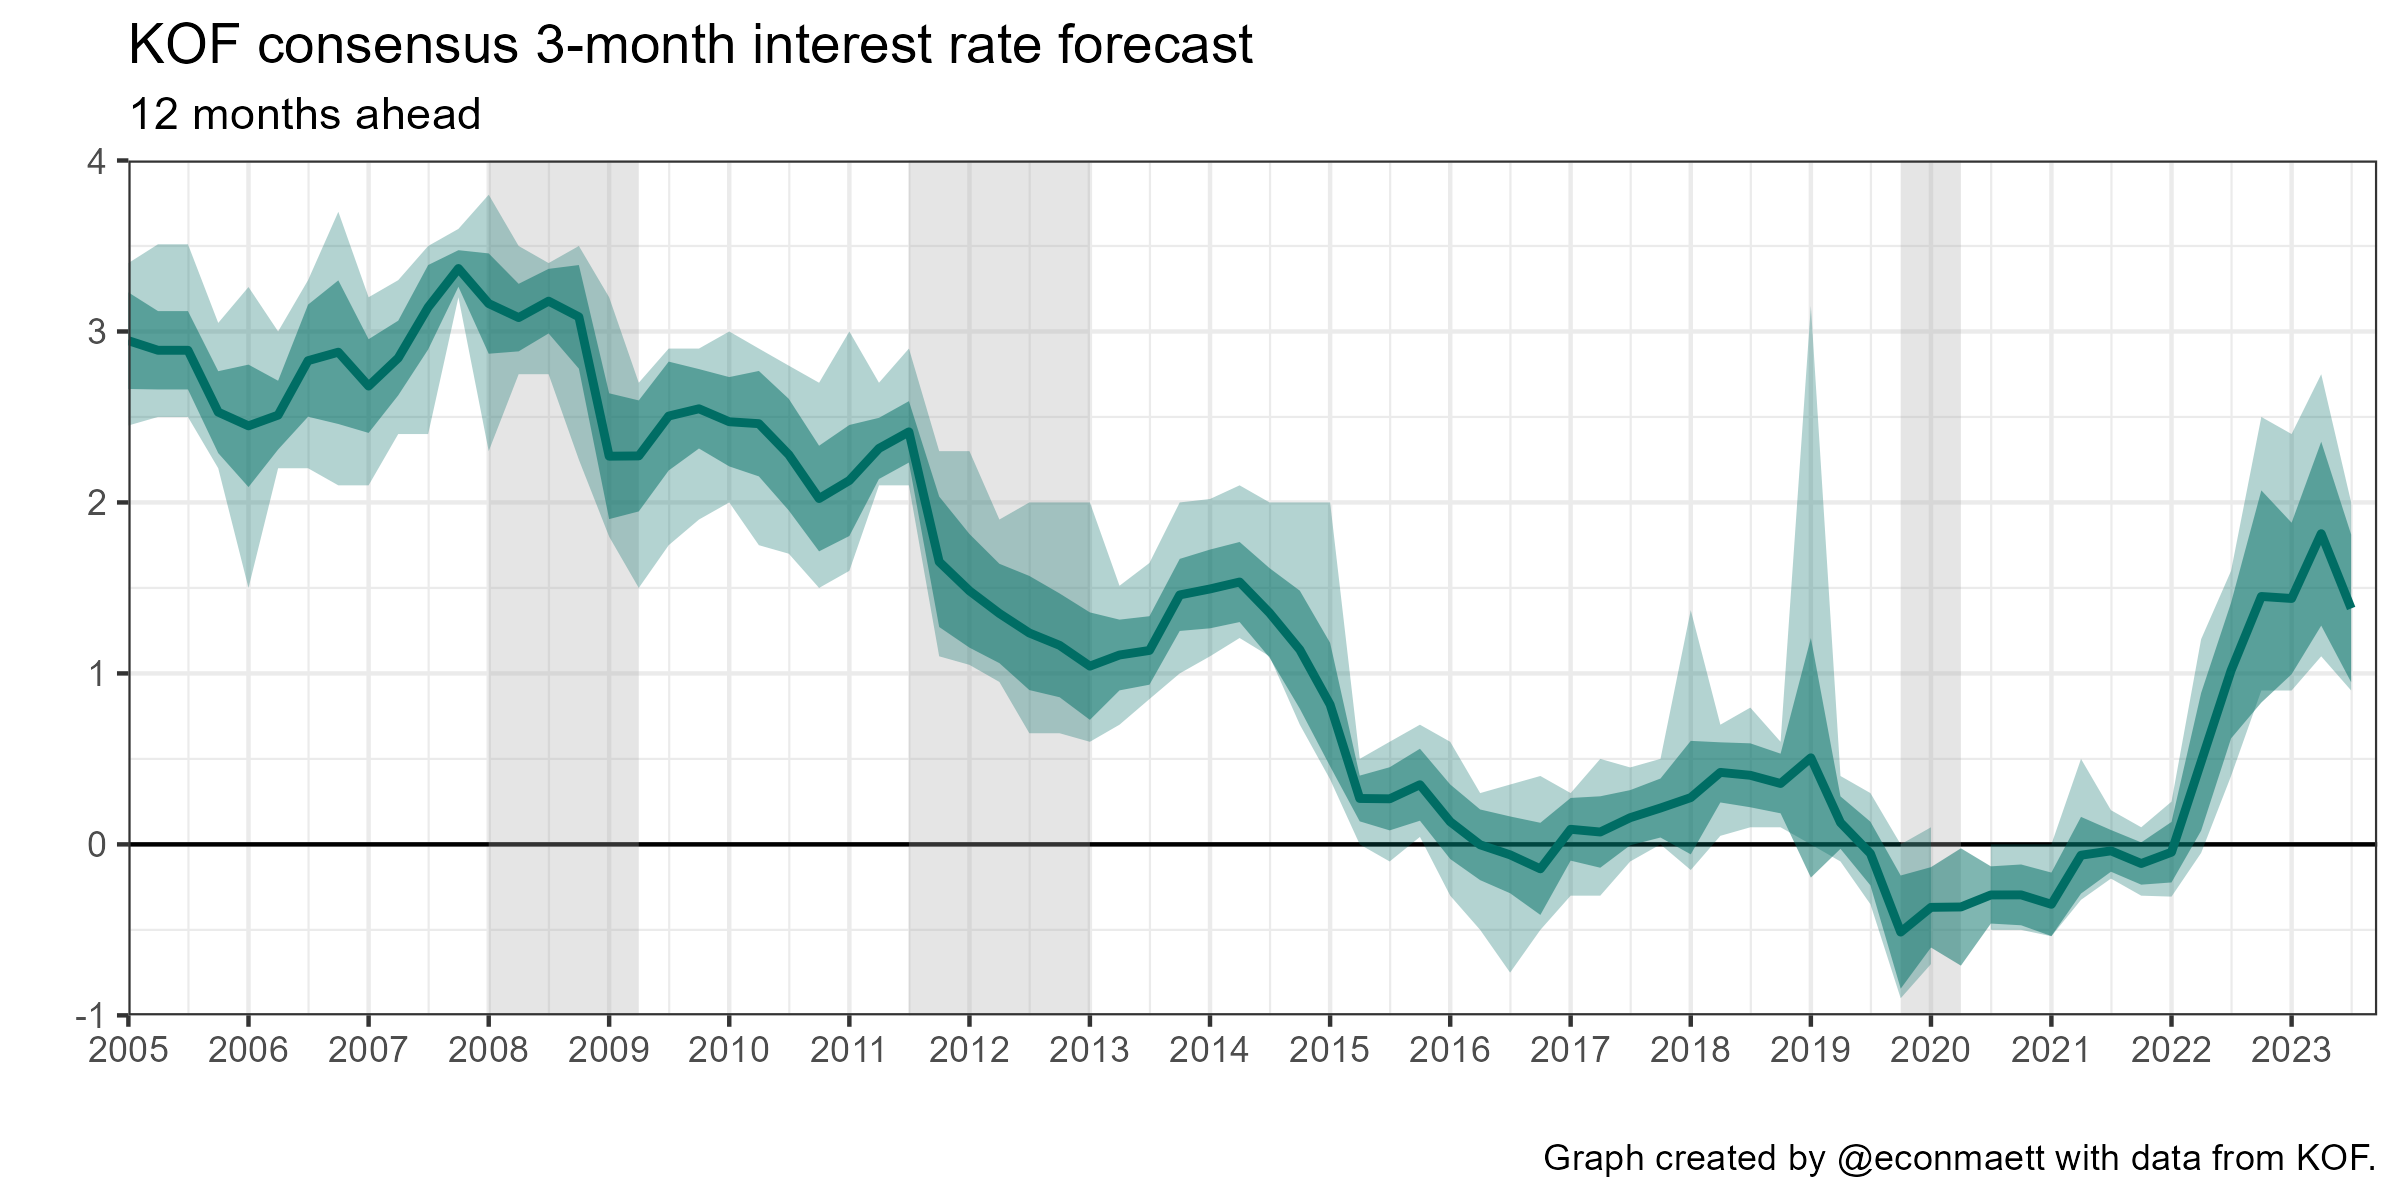 KOF consensus 3-month interest rate forecast
12 months ahead
4
3
2
1
0
-1
2005 2006 2007 2008 2009 2010 2011 2012 2013 2014 2015 2016 2017 2018 2019 2020 2021 2022 2023
Graph created by @econmaett with data from KOF.